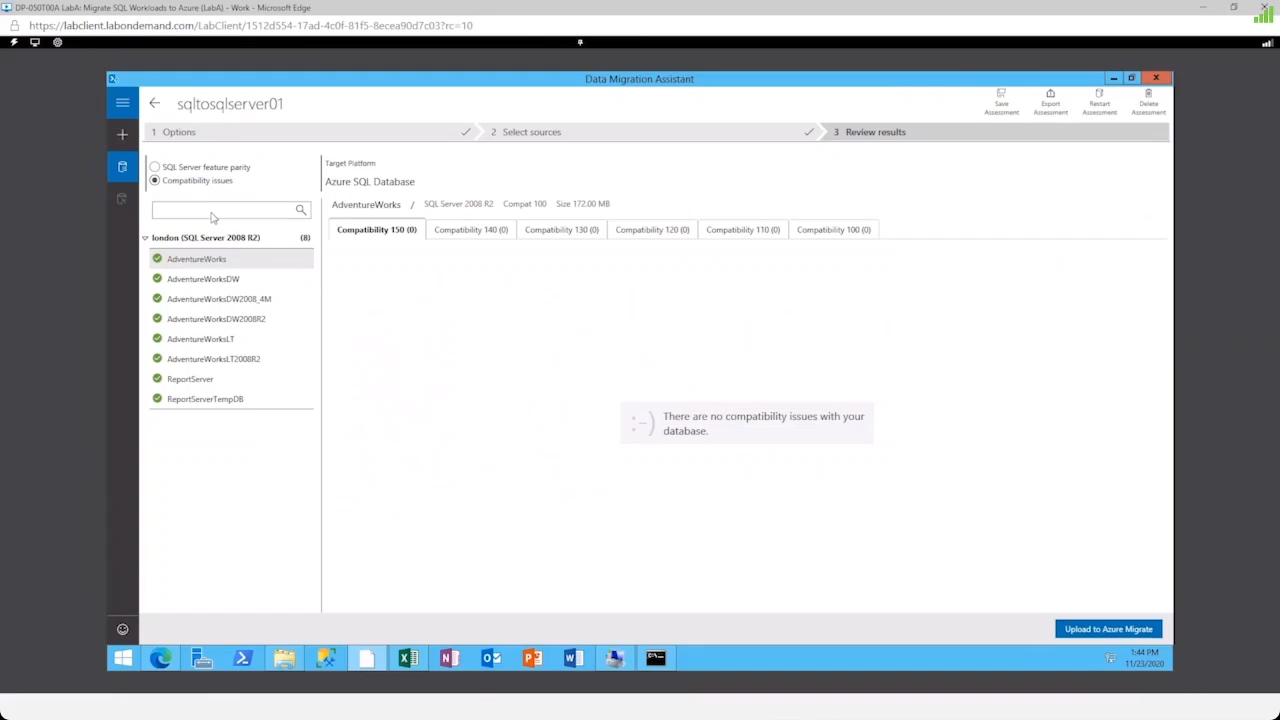 DP-050T00A LabA: Migrate SQL Workloads to Azure (LabA) - Work - Microsoft Edge
https://labclient.labondemand.com/LabClient/1512d554-17ad-4c0f-81f5-8ecea90d7c03?rc=10
Data Migration Assistant
sqltosqlserver01
Save Assessment
Export Assessment
Restart Assessment
Delete Assessment
1 Options
2 Select sources
3 Review results
SQL Server feature parity
Compatibility issues
london (SQL Server 2008 R2) (8)
AdventureWorks
AdventureWorksDW
AdventureWorksDW2008_4M
AdventureWorksDW2008R2
AdventureWorksLT
AdventureWorksLT2008R2
ReportServer
ReportServerTempDB
Target Platform
Azure SQL Database
AdventureWorks / SQL Server 2008 R2 Compat 100 Size 172.00 MB
Compatibility 150 (0) Compatibility 140 (0) Compatibility 130 (0) Compatibility 120 (0) Compatibility 110 (0) Compatibility 100 (0)
:-) There are no compatibility issues with your
database.
Upload to Azure Migrate
1:44 PM
11/23/2020